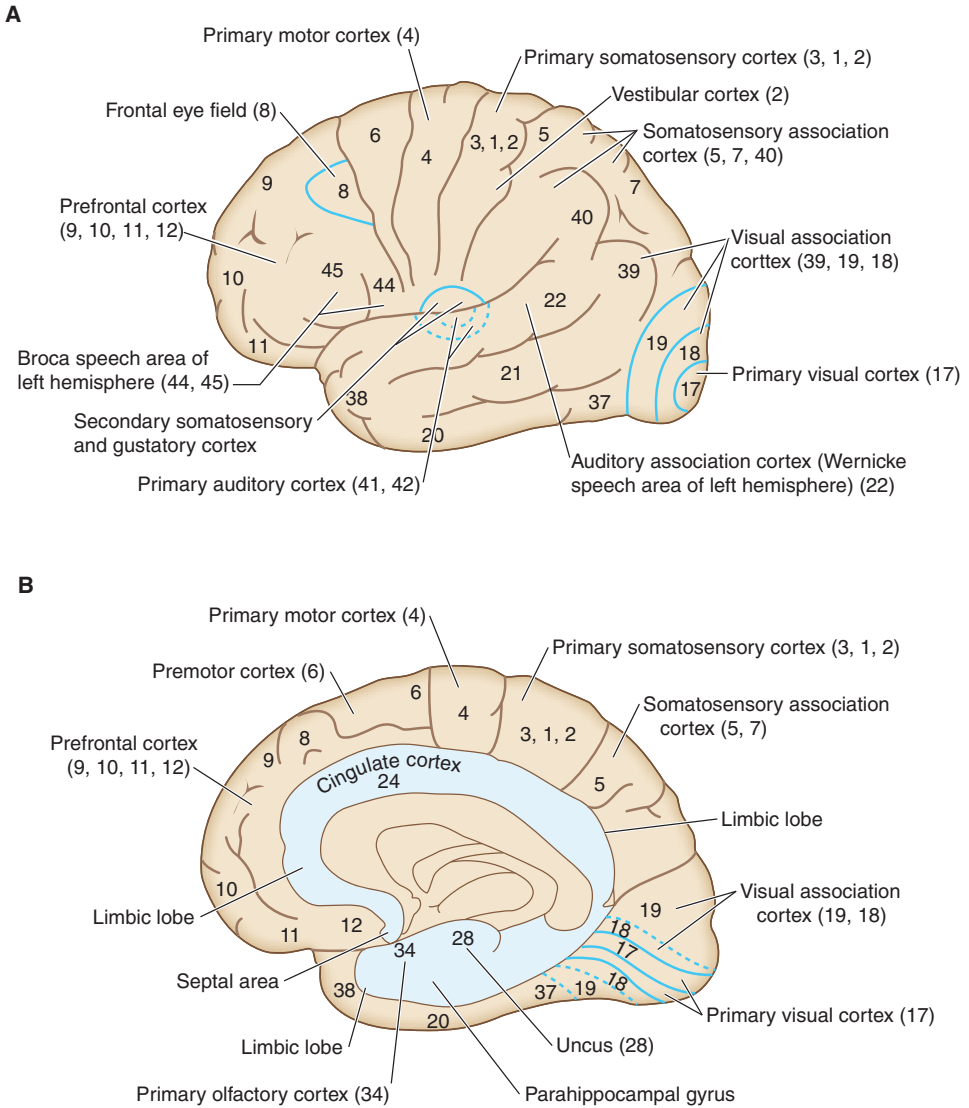 A
Primary motor cortex (4)
Primary somatosensory cortex (3, 1, 2)
Vestibular cortex (2)
Frontal eye field (8)
Somatosensory association
cortex (5, 7, 40)
6
4
3, 1, 2
5
9
8
7
Prefrontal cortex
(9, 10, 11, 12)
40
Visual association
corttex (39, 19, 18)
10
45
44
39
22
11
19
18
Broca speech area of
left hemisphere (44, 45)
21
17
Primary visual cortex (17)
38
37
Secondary somatosensory
and gustatory cortex
20
Primary auditory cortex (41, 42)
Auditory association cortex (Wernicke
speech area of left hemisphere) (22)
B
Primary motor cortex (4)
Primary somatosensory cortex (3, 1, 2)
Premotor cortex (6)
6
4
Somatosensory association
cortex (5, 7)
3, 1, 2
8
Prefrontal cortex
(9, 10, 11, 12)
9
Cingulate cortex
24
5
Limbic lobe
10
Visual association
cortex (19, 18)
19
Limbic lobe
12
11
18
17
28
34
Septal area
38
37
19
18
20
Primary visual cortex (17)
Limbic lobe
Uncus (28)
Primary olfactory cortex (34)
Parahippocampal gyrus